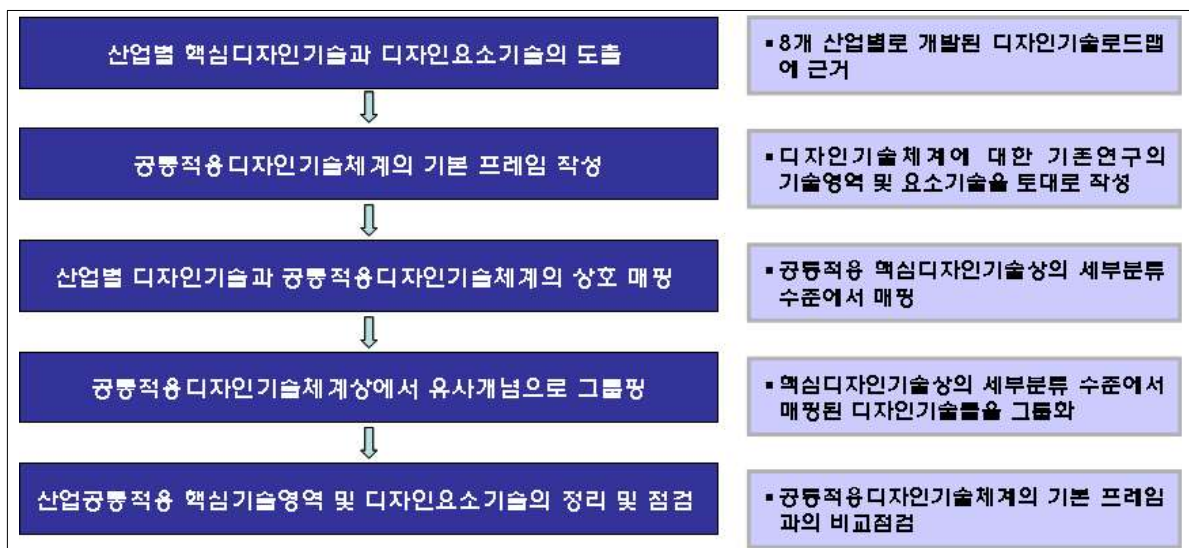 산업별 핵심디자인기술과 디자인요소기술의 도출
▪8개 산업별로 개발된 디자인기술로드맵
에 근거
공통적용디자인기술체계의 기본 프레임 작성
▪디자인기술체계에 대한 기존연구의
기술영역 및 요소기술을 토대로 작성
산업별 디자인기술과 공통적용디자인기술체계의 상호 매핑
▪공통적용 핵심디자인기술상의 세부분류
수준에서 매핑
공통적용디자인기술체계상에서 유사개념으로 그룹핑
▪핵심디자인기술상의 세부분류 수준에서
매핑된 디자인기술들을 그룹화
산업공통적용 핵심기술영역 및 디자인요소기술의 정리 및 점검
▪공통적용디자인기술체계의 기본 프레임
과의 비교점검